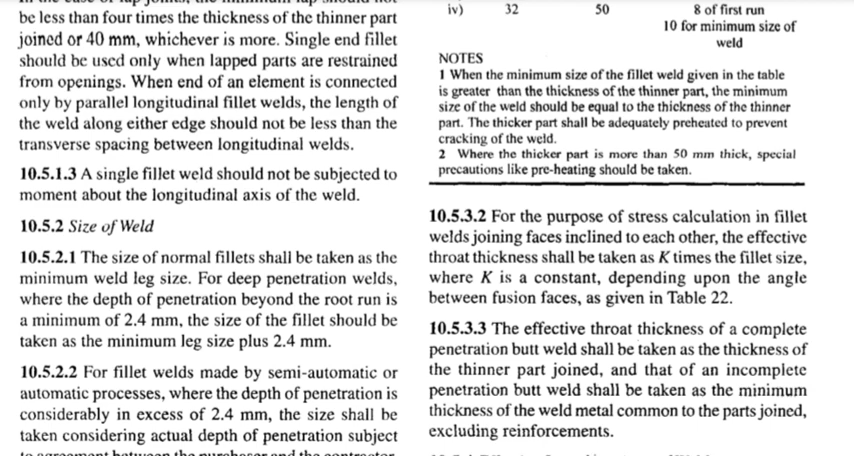 be less than four times the thickness of the thinner part
joined or 40 mm, whichever is more. Single end fillet
should be used only when lapped parts are restrained
from openings. When end of an element is connected
only by parallel longitudinal fillet welds, the length of
the weld along either edge should not be less than the
transverse spacing between longitudinal welds.
10.5.1.3 A single fillet weld should not be subjected to
moment about the longitudinal axis of the weld.
10.5.2 Size of Weld
10.5.2.1 The size of normal fillets shall be taken as the
minimum weld leg size. For deep penetration welds,
where the depth of penetration beyond the root run is
a minimum of 2.4 mm, the size of the fillet should be
taken as the minimum leg size plus 2.4 mm.
10.5.2.2 For fillet welds made by semi-automatic or
automatic processes, where the depth of penetration is
considerably in excess of 2.4 mm, the size shall be
taken considering actual depth of penetration subject
to agreement between the purchaser and the contractor.
iv) 32 50 8 of first run
10 for minimum size of
weld
NOTES
1 When the minimum size of the fillet weld given in the table
is greater than the thickness of the thinner part, the minimum
size of the weld should be equal to the thickness of the thinner
part. The thicker part shall be adequately preheated to prevent
cracking of the weld.
2 Where the thicker part is more than 50 mm thick, special
precautions like pre-heating should be taken.
10.5.3.2 For the purpose of stress calculation in fillet
welds joining faces inclined to each other, the effective
throat thickness shall be taken as K times the fillet size,
where K is a constant, depending upon the angle
between fusion faces, as given in Table 22.
10.5.3.3 The effective throat thickness of a complete
penetration butt weld shall be taken as the thickness of
the thinner part joined, and that of an incomplete
penetration butt weld shall be taken as the minimum
thickness of the weld metal common to the parts joined,
excluding reinforcements.